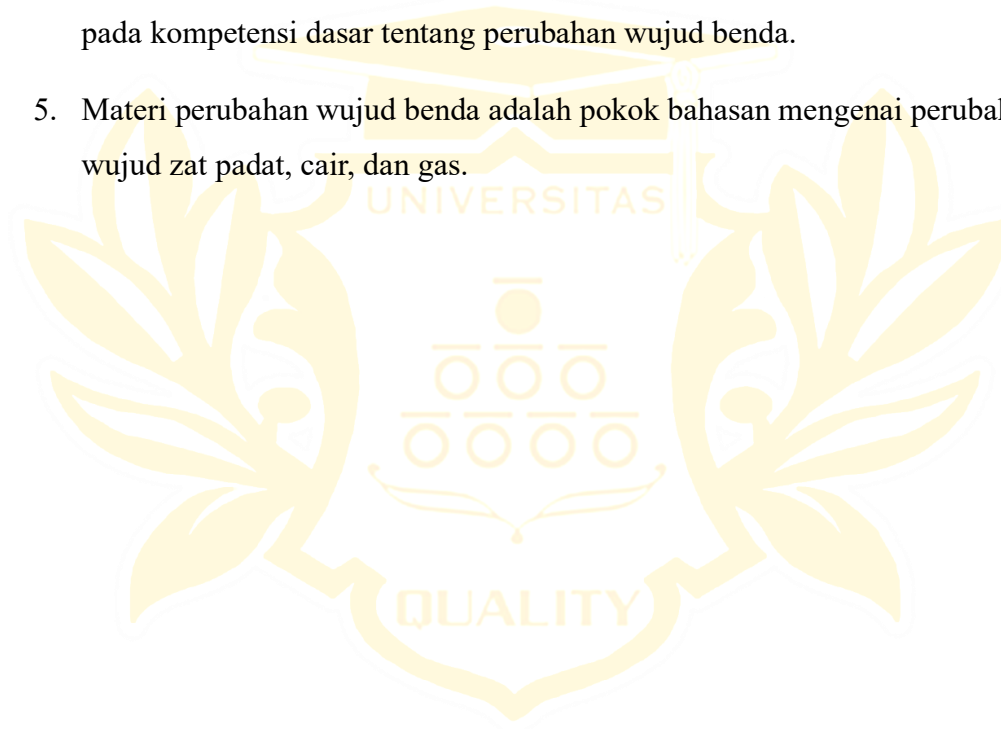 pada kompetensi dasar tentang perubahan wujud benda.
5. Materi perubahan wujud benda adalah pokok bahasan mengenai
wujud zat padat, cair, dan gas.
UNIVERSITAS
QUALITY